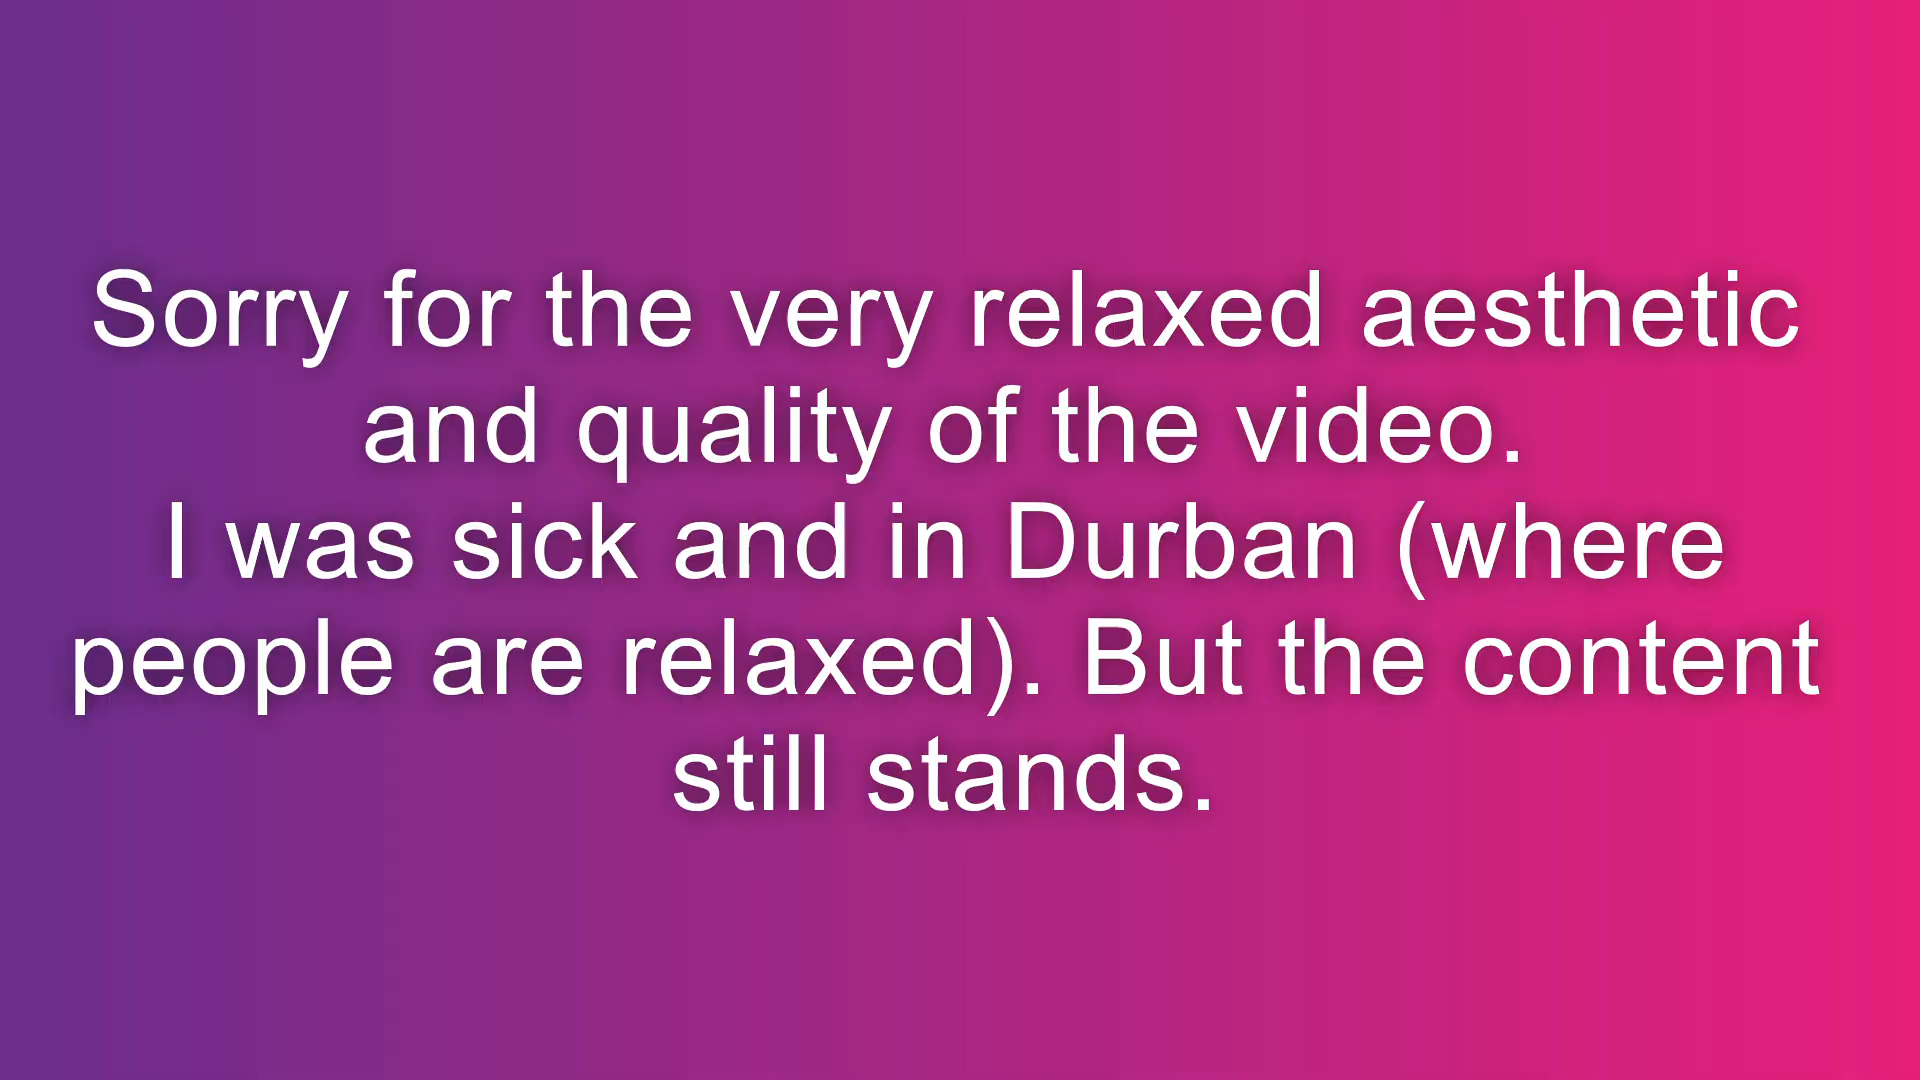 Sorry for the very relaxed aesthetic
and quality of the video.
I was sick and in Durban (where
people are relaxed). But the content
still stands.